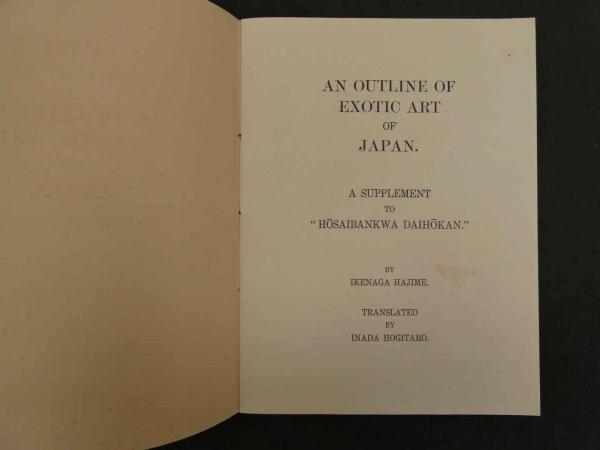 AN OUTLINE OF
EXOTIC ART
OF
JAPAN.
A SUPPLEMENT
TO
“HŌSAIBANKWA DAIHŌKAN.”
BY
IKENAGA HAJIME.
TRANSLATED
BY
INADA HOGITARO.